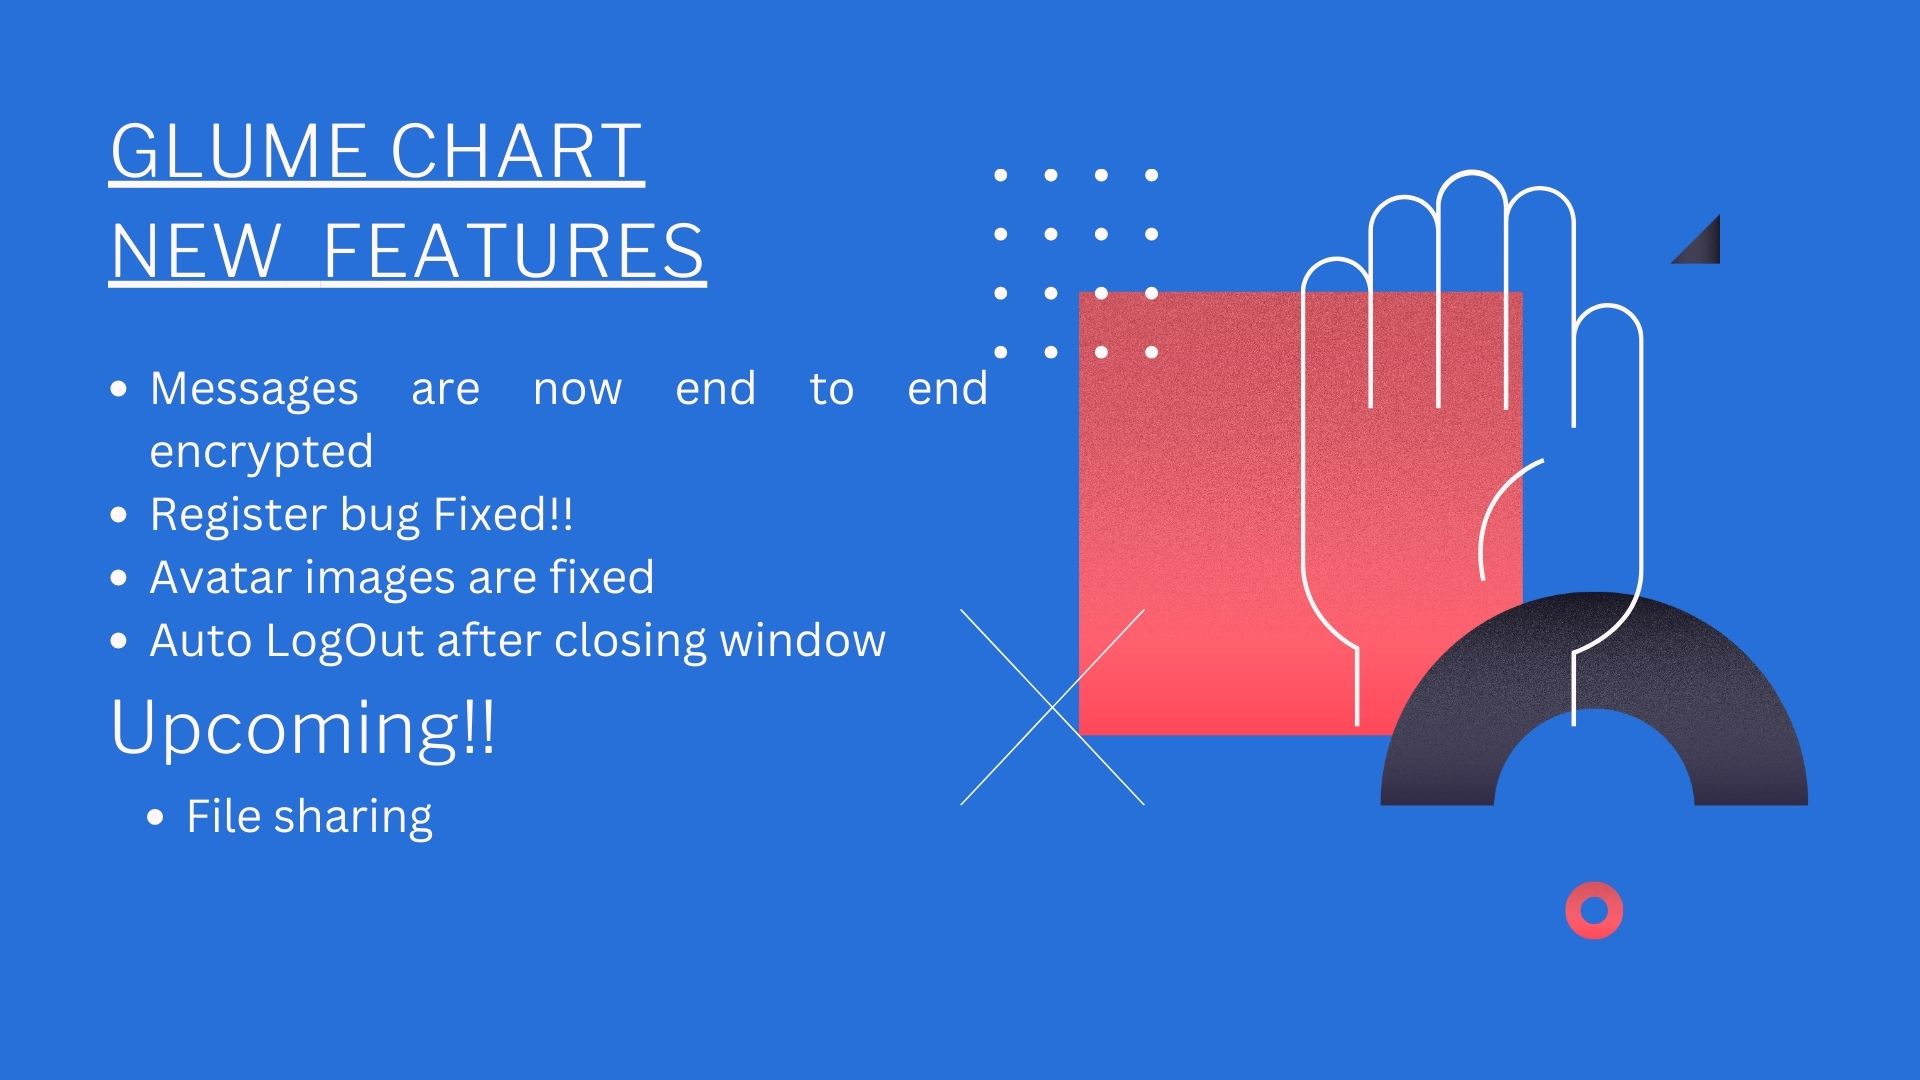 GLUME CHART
NEW FEATURES
• Messages are now end to end
encrypted
• Register bug Fixed!!
• Avatar images are fixed
• Auto LogOut after closing window
Upcoming!!
• File sharing